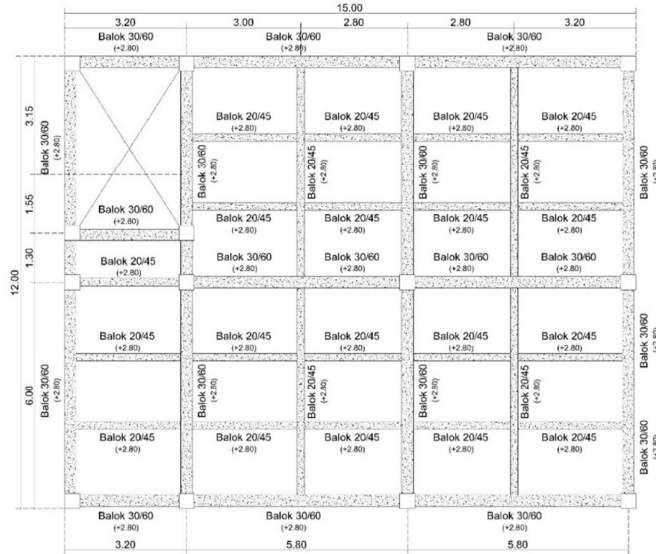 15.00
3.20 3.00 2.80 2.80 3.20
Balok 30/60 Balok 30/60 Balok 30/60
(+2.80) (+2.80) (+2.80)
3.15
Balok 30/60
(+2.80)
Balok 20/45 Balok 20/45 Balok 20/45 Balok 20/45
(+2.80) (+2.80) (+2.80) (+2.80)
Balok 30/60 Balok 20/45 Balok 30/60 Balok 20/45 Balok 30/60
(+2.80) (+2.80) (+2.80) (+2.80) (+2.80)
1.55
Balok 30/60
(+2.80)
Balok 20/45 Balok 20/45 Balok 20/45 Balok 20/45
(+2.80) (+2.80) (+2.80) (+2.80)
1.30
12.00
Balok 20/45
(+2.80)
Balok 30/60 Balok 30/60 Balok 30/60 Balok 30/60
(+2.80) (+2.80) (+2.80) (+2.80)
Balok 20/45 Balok 20/45 Balok 20/45 Balok 20/45 Balok 20/45
(+2.80) (+2.80) (+2.80) (+2.80) (+2.80)
Balok 30/60
(+2.80)
6.00
Balok 30/60 Balok 30/60 Balok 20/45 Balok 30/60 Balok 20/45
(+2.80) (+2.80) (+2.80) (+2.80) (+2.80)
Balok 20/45 Balok 20/45 Balok 20/45 Balok 20/45 Balok 20/45
(+2.80) (+2.80) (+2.80) (+2.80) (+2.80)
Balok 30/60
(+2.80)
Balok 30/60 Balok 30/60 Balok 30/60
(+2.80) (+2.80) (+2.80)
3.20 5.80 5.80